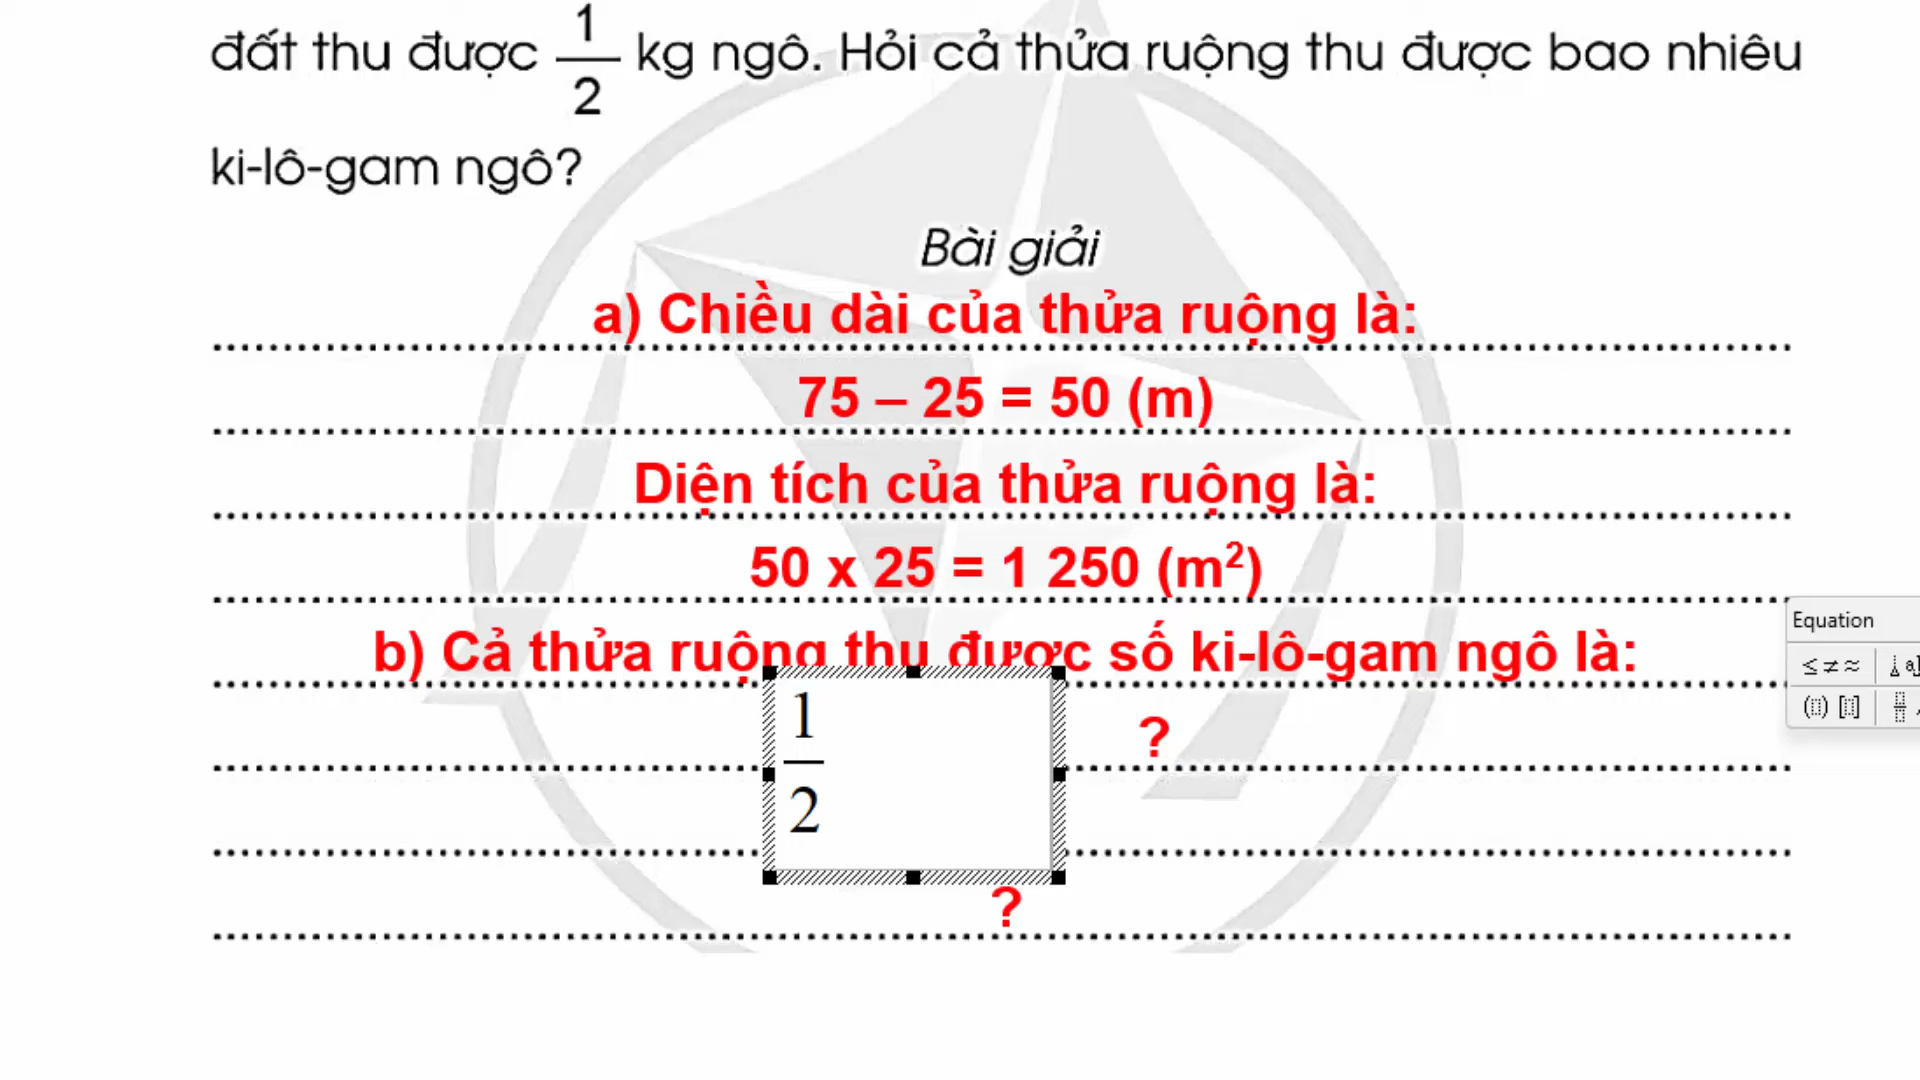 đất thu được 1/2 kg ngô. Hỏi cả thửa ruộng thu được bao nhiêu
ki-lô-gam ngô?
Bài giải
a) Chiều dài của thửa ruộng là:
75 – 25 = 50 (m)
Diện tích của thửa ruộng là:
50 x 25 = 1 250 (m²)
b) Cả thửa ruộng thu được số ki-lô-gam ngô là:
1/2 ?
?
Equation
≤ ≠ ≈